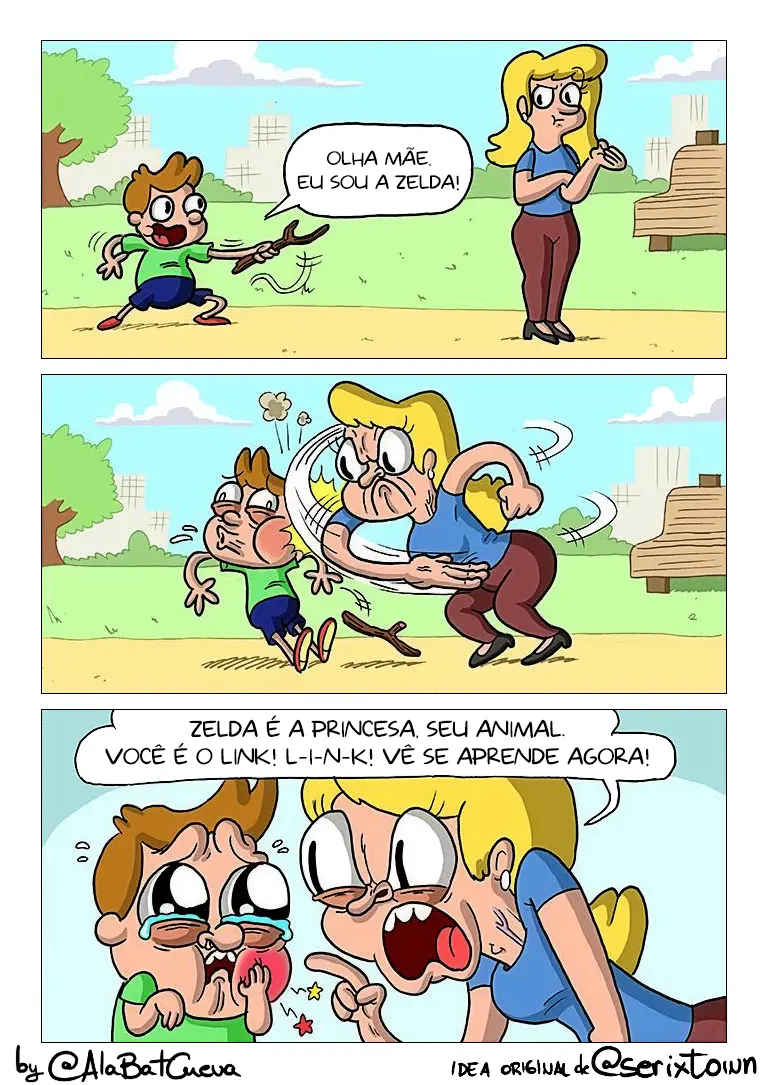 OLHA MÃE,
EU SOU A ZELDA!
ZELDA É A PRINCESA, SEU ANIMAL.
VOCÊ É O LINK! L-I-N-K! VÊ SE APRENDE AGORA!
by @AlaBatCueva
IDEA ORIGINAL de @serixtown